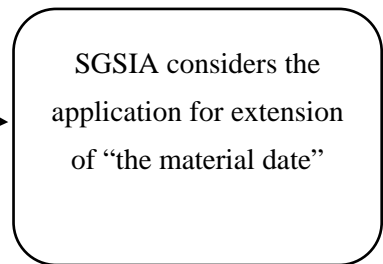 SGSIA considers the
application for extension
of “the material date”